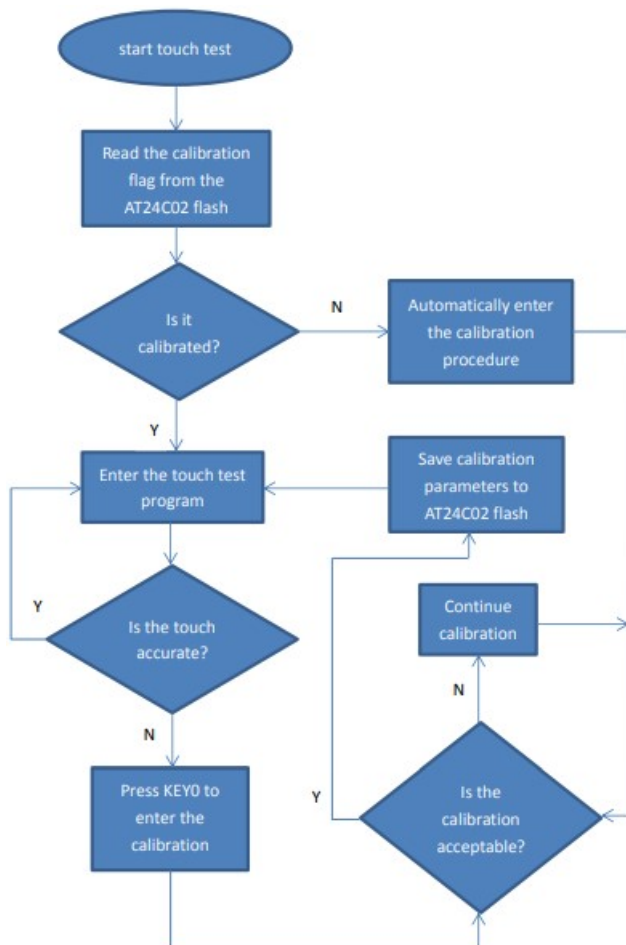 start touch test
Read the calibration
flag from the
AT24C02 flash
Is it
calibrated?
N
Automatically enter
the calibration
procedure
Y
Enter the touch test
program
Save calibration
parameters to
AT24C02 flash
Y
Is the touch
accurate?
Continue
calibration
N
N
Press KEY0 to
enter the
calibration
Y
Is the
calibration
acceptable?